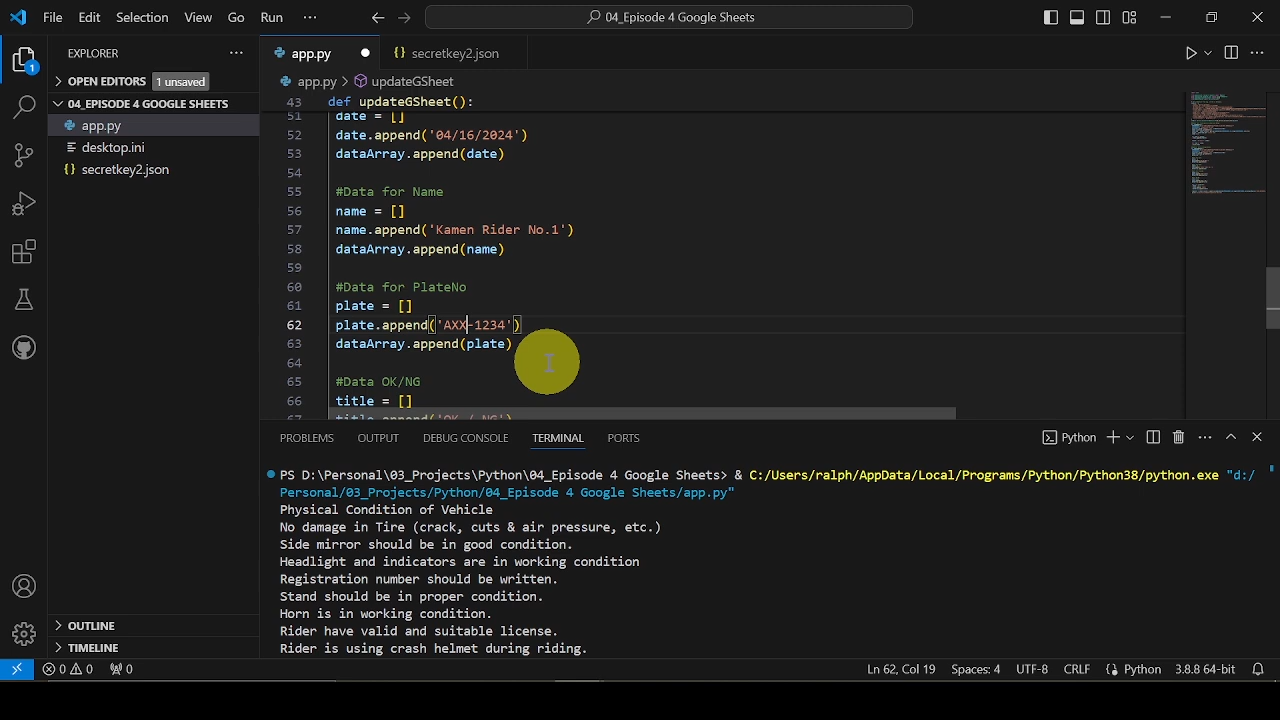 File Edit Selection View Go Run ··· 04_Episode 4 Google Sheets
EXPLORER ···
app.py ● {} secretkey2.json
OPEN EDITORS 1 unsaved
app.py > updateGSheet
04_EPISODE 4 GOOGLE SHEETS
app.py
desktop.ini
{} secretkey2.json
43 def updateGSheet():
51 date = []
52 date.append('04/16/2024')
53 dataArray.append(date)
54
55 #Data for Name
56 name = []
57 name.append('Kamen Rider No.1')
58 dataArray.append(name)
59
60 #Data for PlateNo
61 plate = []
62 plate.append('AXX-1234')
63 dataArray.append(plate)
64
65 #Data OK/NG
66 title = []
67 title.append('OK / NG')
PROBLEMS OUTPUT DEBUG CONSOLE TERMINAL PORTS Python
PS D:\Personal\03_Projects\Python\04_Episode 4 Google Sheets> & C:/Users/ralph/AppData/Local/Programs/Python/Python38/python.exe "d:/
Personal/03_Projects/Python/04_Episode 4 Google Sheets/app.py"
Physical Condition of Vehicle
No damage in Tire (crack, cuts & air pressure, etc.)
Side mirror should be in good condition.
Headlight and indicators are in working condition
Registration number should be written.
Stand should be in proper condition.
Horn is in working condition.
Rider have valid and suitable license.
Rider is using crash helmet during riding.
OUTLINE
TIMELINE
1
0 0 0 Ln 62, Col 19 Spaces: 4 UTF-8 CRLF Python 3.8.8 64-bit